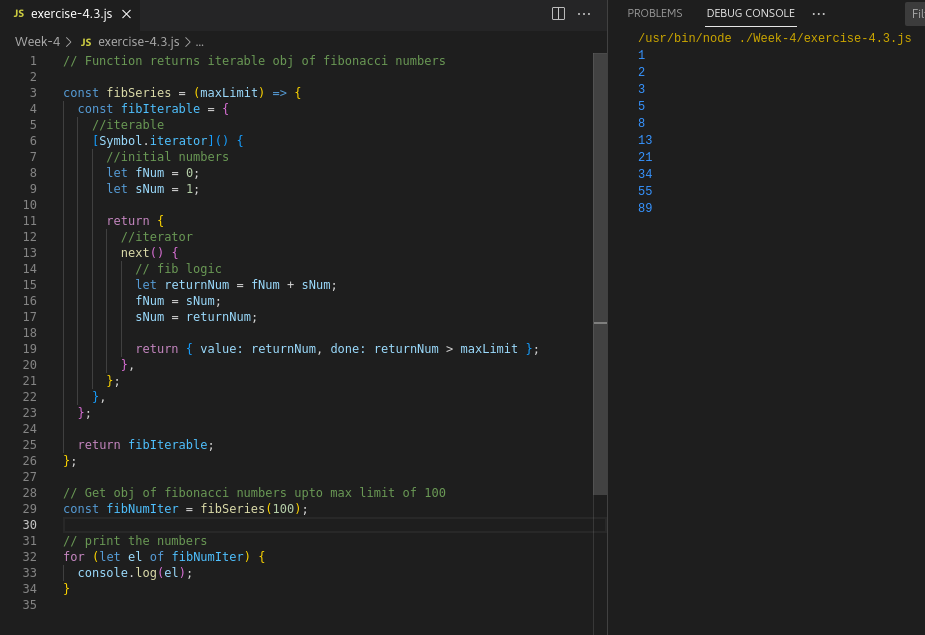 JS exercise-4.3.js
Week-4 > JS exercise-4.3.js > ...
1 // Function returns iterable obj of fibonacci numbers
2
3 const fibSeries = (maxLimit) => {
4   const fibIterable = {
5     //iterable
6     [Symbol.iterator]() {
7       //initial numbers
8       let fNum = 0;
9       let sNum = 1;
10
11       return {
12         //iterator
13         next() {
14           // fib logic
15           let returnNum = fNum + sNum;
16           fNum = sNum;
17           sNum = returnNum;
18
19           return { value: returnNum, done: returnNum > maxLimit };
20         },
21       };
22     },
23   };
24
25   return fibIterable;
26 };
27
28 // Get obj of fibonacci numbers upto max limit of 100
29 const fibNumIter = fibSeries(100);
30
31 // print the numbers
32 for (let el of fibNumIter) {
33   console.log(el);
34 }
35
PROBLEMS DEBUG CONSOLE ... Fil
/usr/bin/node ./Week-4/exercise-4.3.js
1
2
3
5
8
13
21
34
55
89